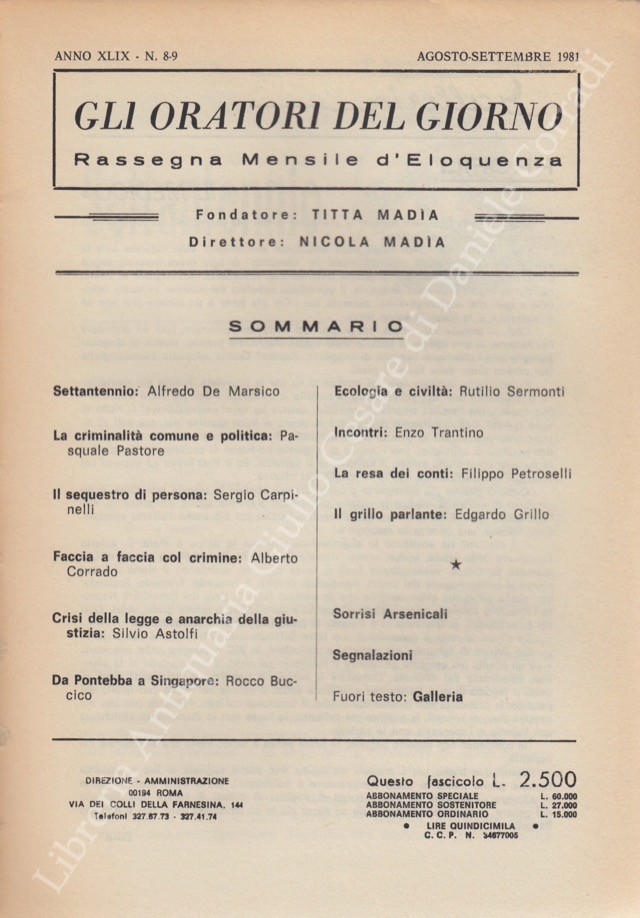 ANNO XLIX - N. 8-9
AGOSTO-SETTEMBRE 1981
GLI ORATORI DEL GIORNO
Rassegna Mensile d'Eloquenza
Fondatore: TITTA MADÌA
Direttore: NICOLA MADÌA
SOMMARIO
Settantennio: Alfredo De Marsico
La criminalità comune e politica: Pa-
squale Pastore
Il sequestro di persona: Sergio Carpi-
nelli
Faccia a faccia col crimine: Alberto
Corrado
Crisi della legge e anarchia della giu-
stizia: Silvio Astolfi
Da Pontebba a Singapore: Rocco Buc-
cico
Ecologia e civiltà: Rutilio Sermonti
Incontri: Enzo Trantino
La resa dei conti: Filippo Petroselli
Il grillo parlante: Edgardo Grillo
Sorrisi Arsenicali
Segnalazioni
Fuori testo: Galleria
DIREZIONE - AMMINISTRAZIONE
00194 ROMA
VIA DEI COLLI DELLA FARNESINA, 144
Telefoni 327.67.73 - 327.41.74
Questo fascicolo L. 2.500
ABBONAMENTO SPECIALE L. 60.000
ABBONAMENTO SOSTENITORE L. 27.000
ABBONAMENTO ORDINARIO L. 15.000
• LIRE QUINDICIMILA •
C. C. P. N. 34677005
Libreria Antiquaria Giulio Cesare di Daniele Corradi